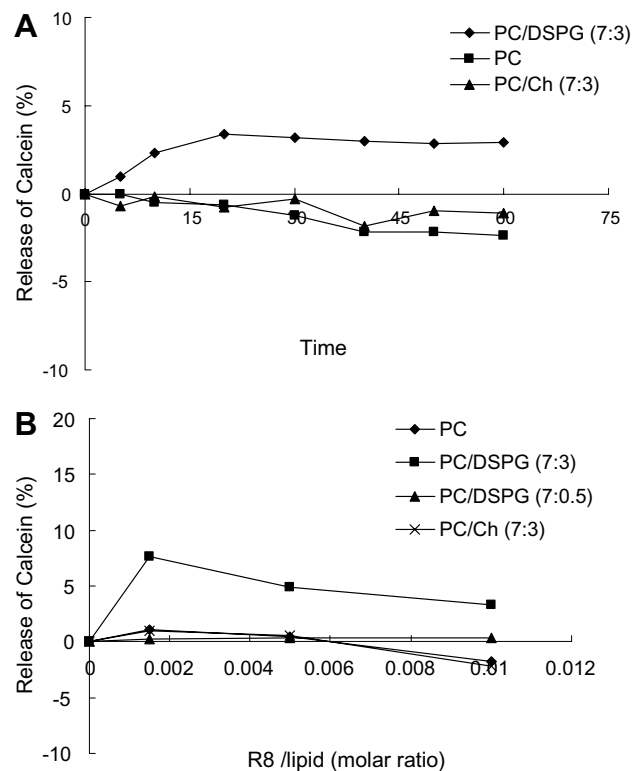 A
PC/DSPG (7:3)
PC
PC/Ch (7:3)
Release of Calcein (%)
10
5
0
-5
-10
0 15 30 45 60 75
Time
B
PC
PC/DSPG (7:3)
PC/DSPG (7:0.5)
PC/Ch (7:3)
Release of Calcein (%)
20
15
10
5
0
-5
-10
0 0.002 0.004 0.006 0.008 0.01 0.012
R8 /lipid (molar ratio)